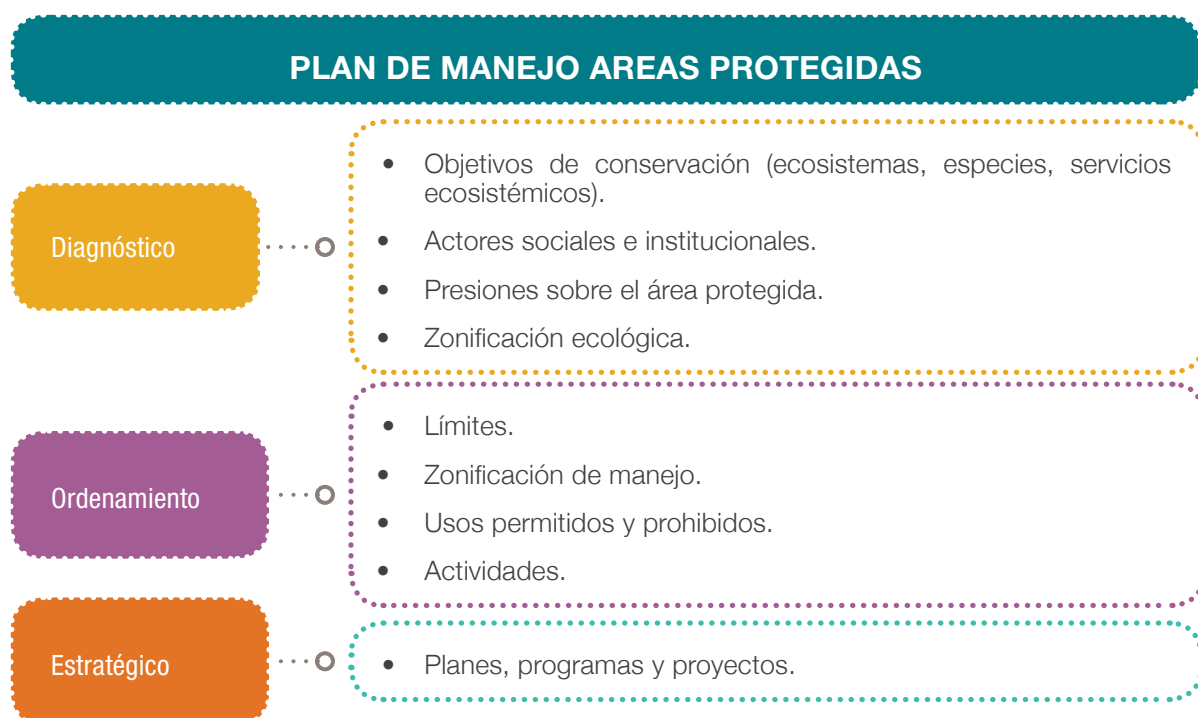 PLAN DE MANEJO AREAS PROTEGIDAS
Diagnóstico
• Objetivos de conservación (ecosistemas, especies, servicios
ecosistémicos).
• Actores sociales e institucionales.
• Presiones sobre el área protegida.
• Zonificación ecológica.
Ordenamiento
• Límites.
• Zonificación de manejo.
• Usos permitidos y prohibidos.
• Actividades.
Estratégico
• Planes, programas y proyectos.